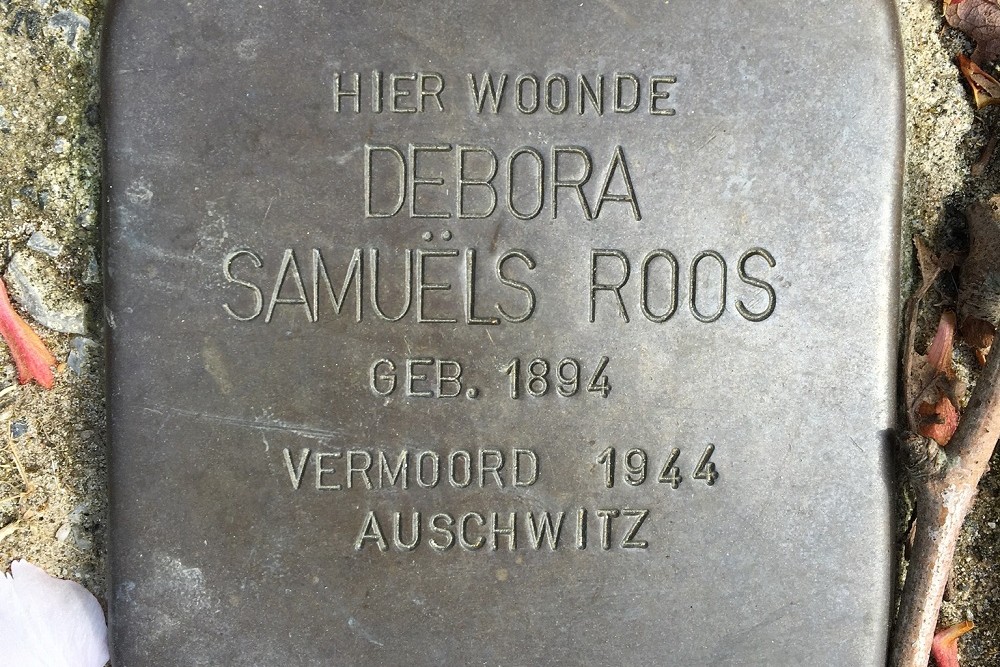 HIER WOONDE
DEBORA
SAMUËLS ROOS
GEB. 1894
VERMOORD 1944
AUSCHWITZ